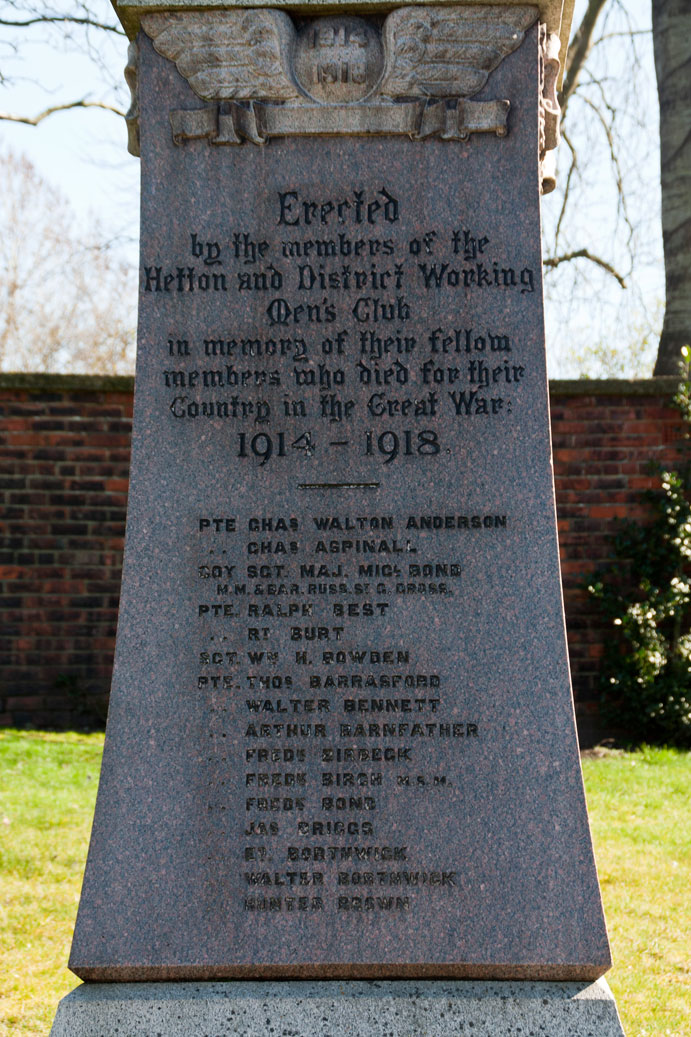 1914
1918
Erected
by the members of the
Hetton and District Working
Men's Club
in memory of their fellow
members who died for their
Country in the Great War:
1914 - 1918.
PTE CHAS WALTON ANDERSON
.. CHAS ASPINALL
COY SGT. MAJ. MICL BOND
M.M. & BAR. RUSS. ST G. CROSS.
PTE. RALPH BEST
.. RT BURT
SGT. WM H. BOWDEN
PTE. THOS BARRASFORD
.. WALTER BENNETT
.. ARTHUR BARNFATHER
.. FREDK BIRBECK
.. FREDK BIRCH M.S.M.
.. FREDK BOND
.. JAS BRIGGS
.. BORTHWICK
.. WALTER BORTHWICK
.. HUNTER BROWN